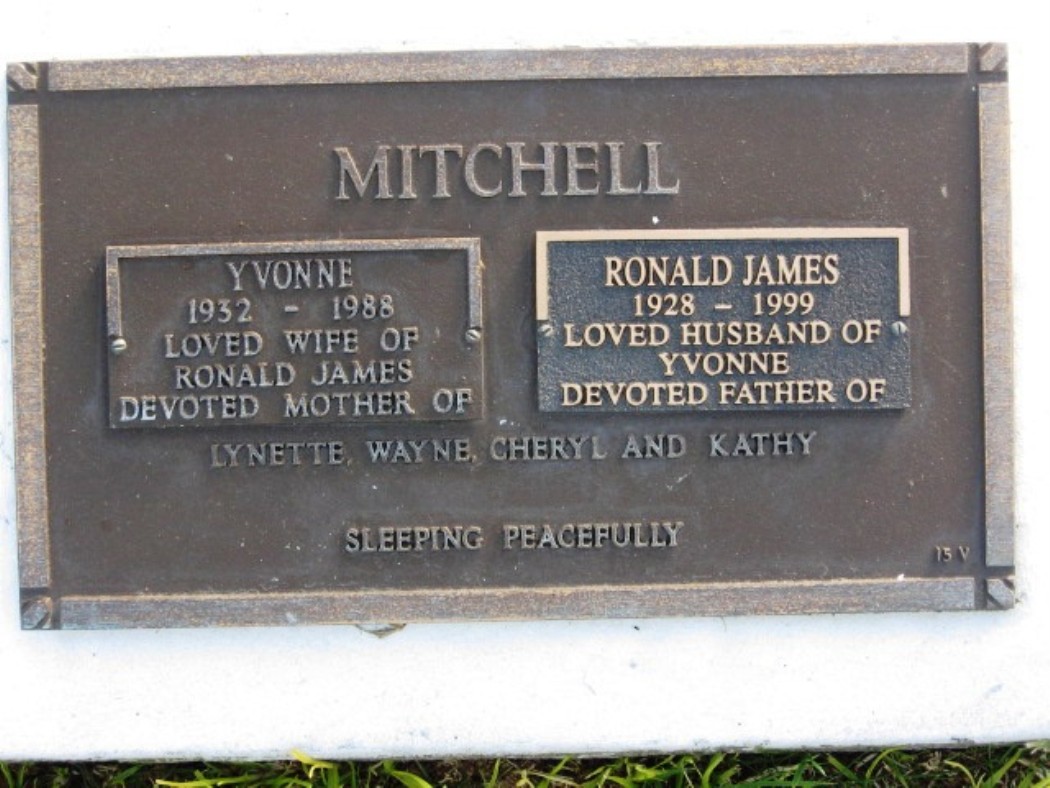 MITCHELL
YVONNE
1932 - 1988
LOVED WIFE OF
RONALD JAMES
DEVOTED MOTHER OF
RONALD JAMES
1928 - 1999
LOVED HUSBAND OF
YVONNE
DEVOTED FATHER OF
LYNETTE, WAYNE, CHERYL AND KATHY
SLEEPING PEACEFULLY
15 V